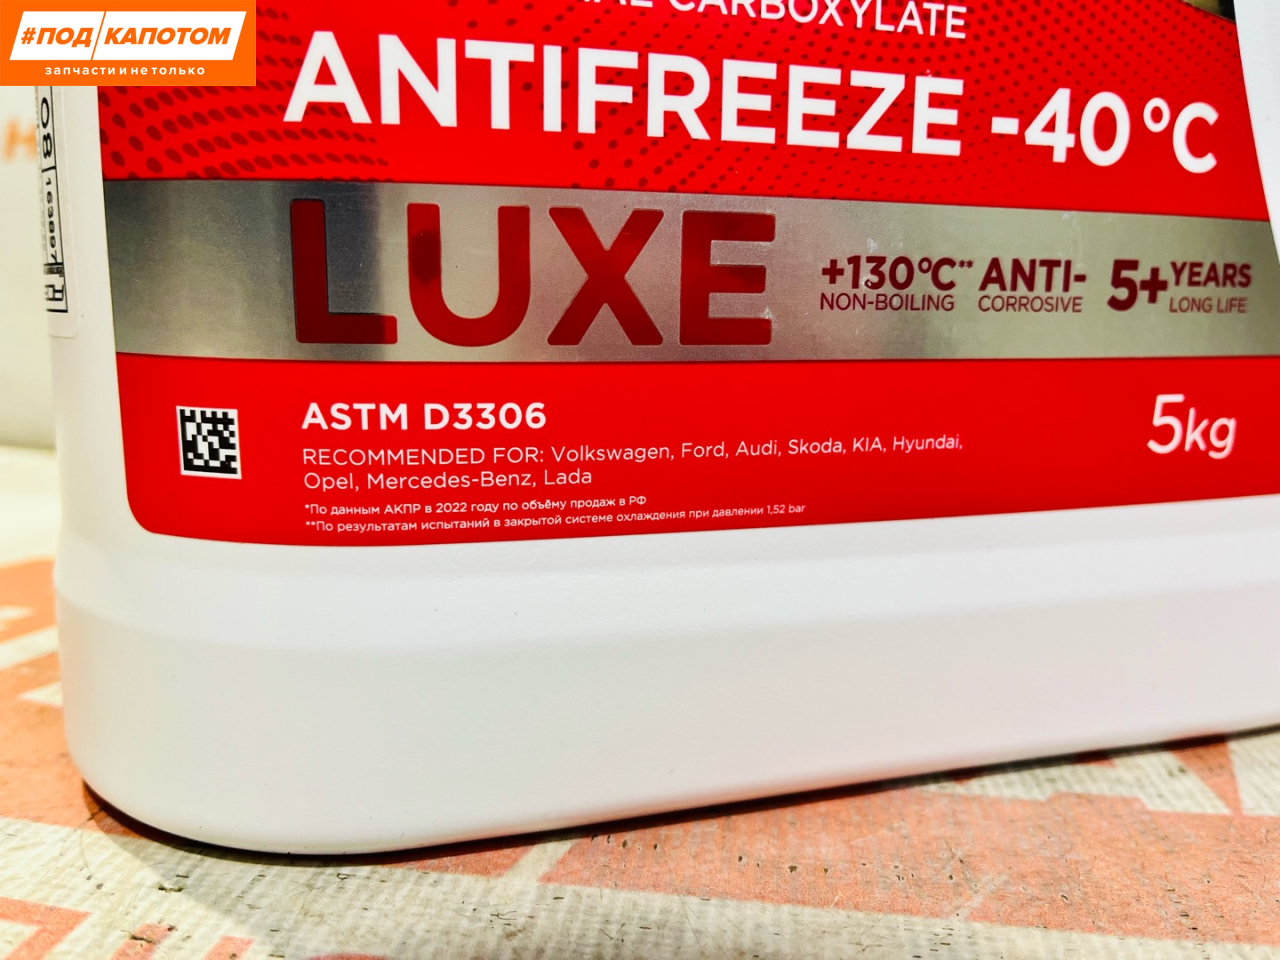 #ПОД КАПОТОМ
запчасти и не только
CARBOXYLATE
ANTIFREEZE -40°C
LUXE
+130°C** ANTI- 5+ YEARS
NON-BOILING CORROSIVE LONG LIFE
ASTM D3306
5kg
RECOMMENDED FOR: Volkswagen, Ford, Audi, Skoda, KIA, Hyundai,
Opel, Mercedes-Benz, Lada
*По данным АКПР в 2022 году по объёму продаж в РФ
**По результатам испытаний в закрытой системе охлаждения при давлении 1,52 bar